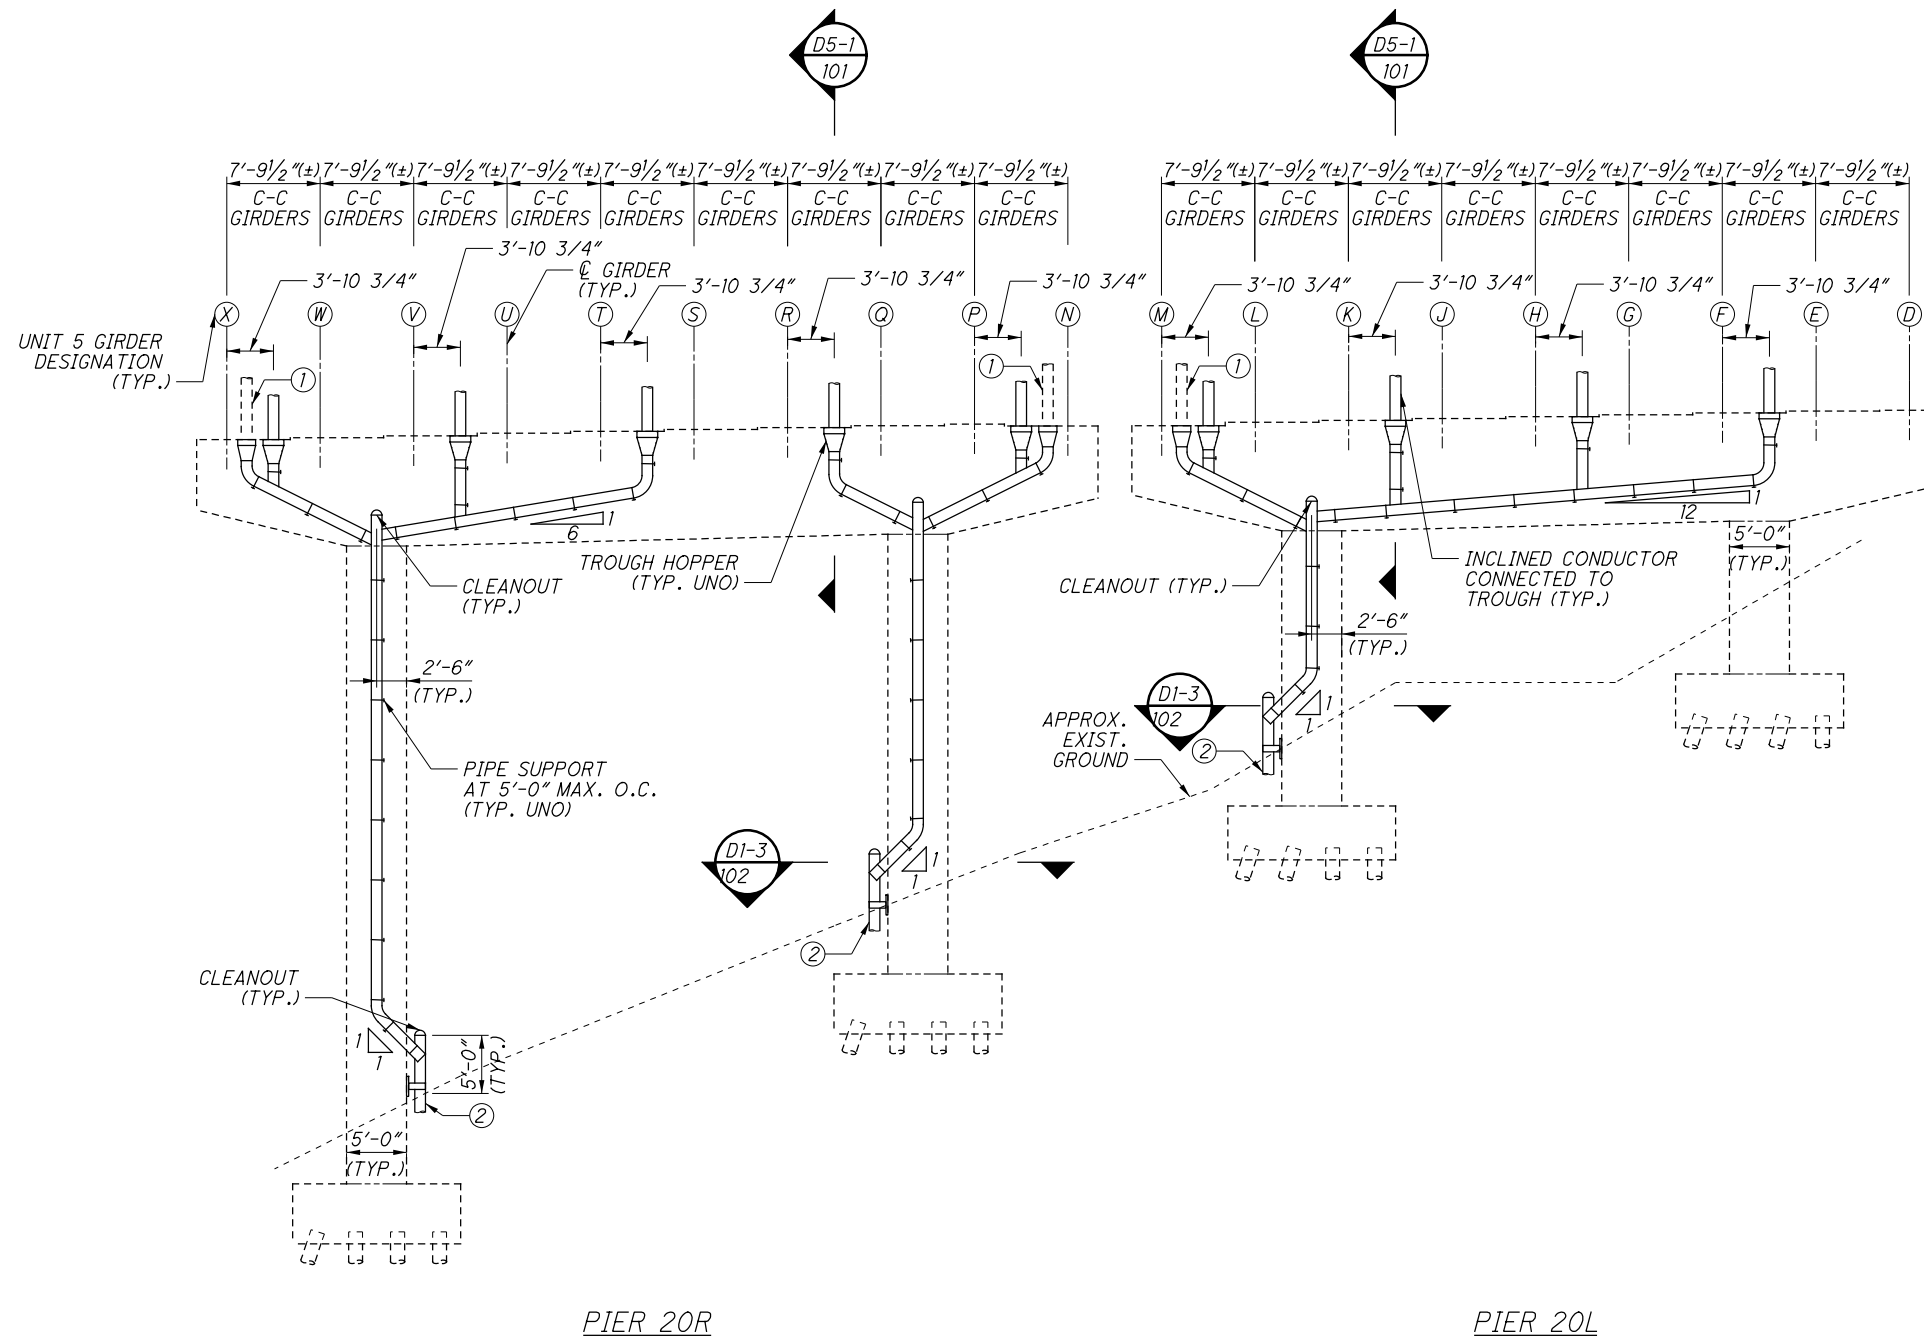 D5-1
101
D5-1
101
7'-9½"(±) 7'-9½"(±) 7'-9½"(±) 7'-9½"(±) 7'-9½"(±) 7'-9½"(±) 7'-9½"(±) 7'-9½"(±) 7'-9½"(±)
C-C C-C C-C C-C C-C C-C C-C C-C C-C
GIRDERS GIRDERS GIRDERS GIRDERS GIRDERS GIRDERS GIRDERS GIRDERS GIRDERS
7'-9½"(±) 7'-9½"(±) 7'-9½"(±) 7'-9½"(±) 7'-9½"(±) 7'-9½"(±) 7'-9½"(±) 7'-9½"(±)
C-C C-C C-C C-C C-C C-C C-C C-C
GIRDERS GIRDERS GIRDERS GIRDERS GIRDERS GIRDERS GIRDERS GIRDERS
3'-10 3/4"
3'-10 3/4"
℄ GIRDER
(TYP.)
3'-10 3/4"
3'-10 3/4"
3'-10 3/4"
3'-10 3/4"
3'-10 3/4"
3'-10 3/4"
3'-10 3/4"
X W V U T S R Q P N
M L K J H G F E D
UNIT 5 GIRDER
DESIGNATION
(TYP.)
1
1
1
1
6
1
12
TROUGH HOPPER
(TYP. UNO)
CLEANOUT
(TYP.)
CLEANOUT (TYP.)
INCLINED CONDUCTOR
CONNECTED TO
TROUGH (TYP.)
5'-0"
(TYP.)
2'-6"
(TYP.)
2'-6"
(TYP.)
D1-3
102
1
1
APPROX.
EXIST.
GROUND
2
PIPE SUPPORT
AT 5'-0" MAX. O.C.
(TYP. UNO)
D1-3
102
1
1
2
CLEANOUT
(TYP.)
1
1
5'-0"
(TYP.)
2
5'-0"
(TYP.)
PIER 20R
PIER 20L